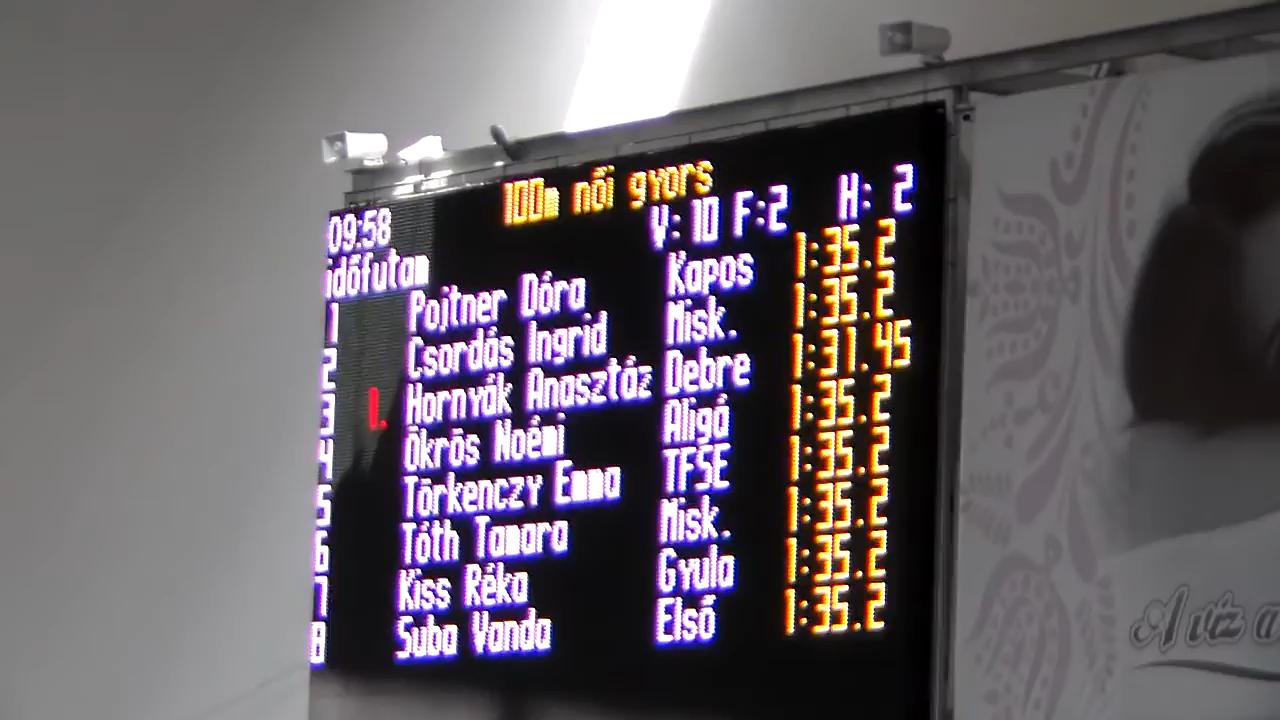 100m női gyors
09:58 V: 10 F:2 H: 2
időfutam
1 Pojtner Dóra Kapos 1:35.2
2 Csordás Ingrid Misk. 1:35.2
3 1. Hornyák Anasztáz Debre 1:31.45
4 Ökrös Noémi Aligá 1:35.2
5 Törkenczy Emma TFSE 1:35.2
6 Tóth Tamara Misk. 1:35.2
7 Kiss Réka Gyula 1:35.2
8 Suba Vanda Első 1:35.2
A víz a